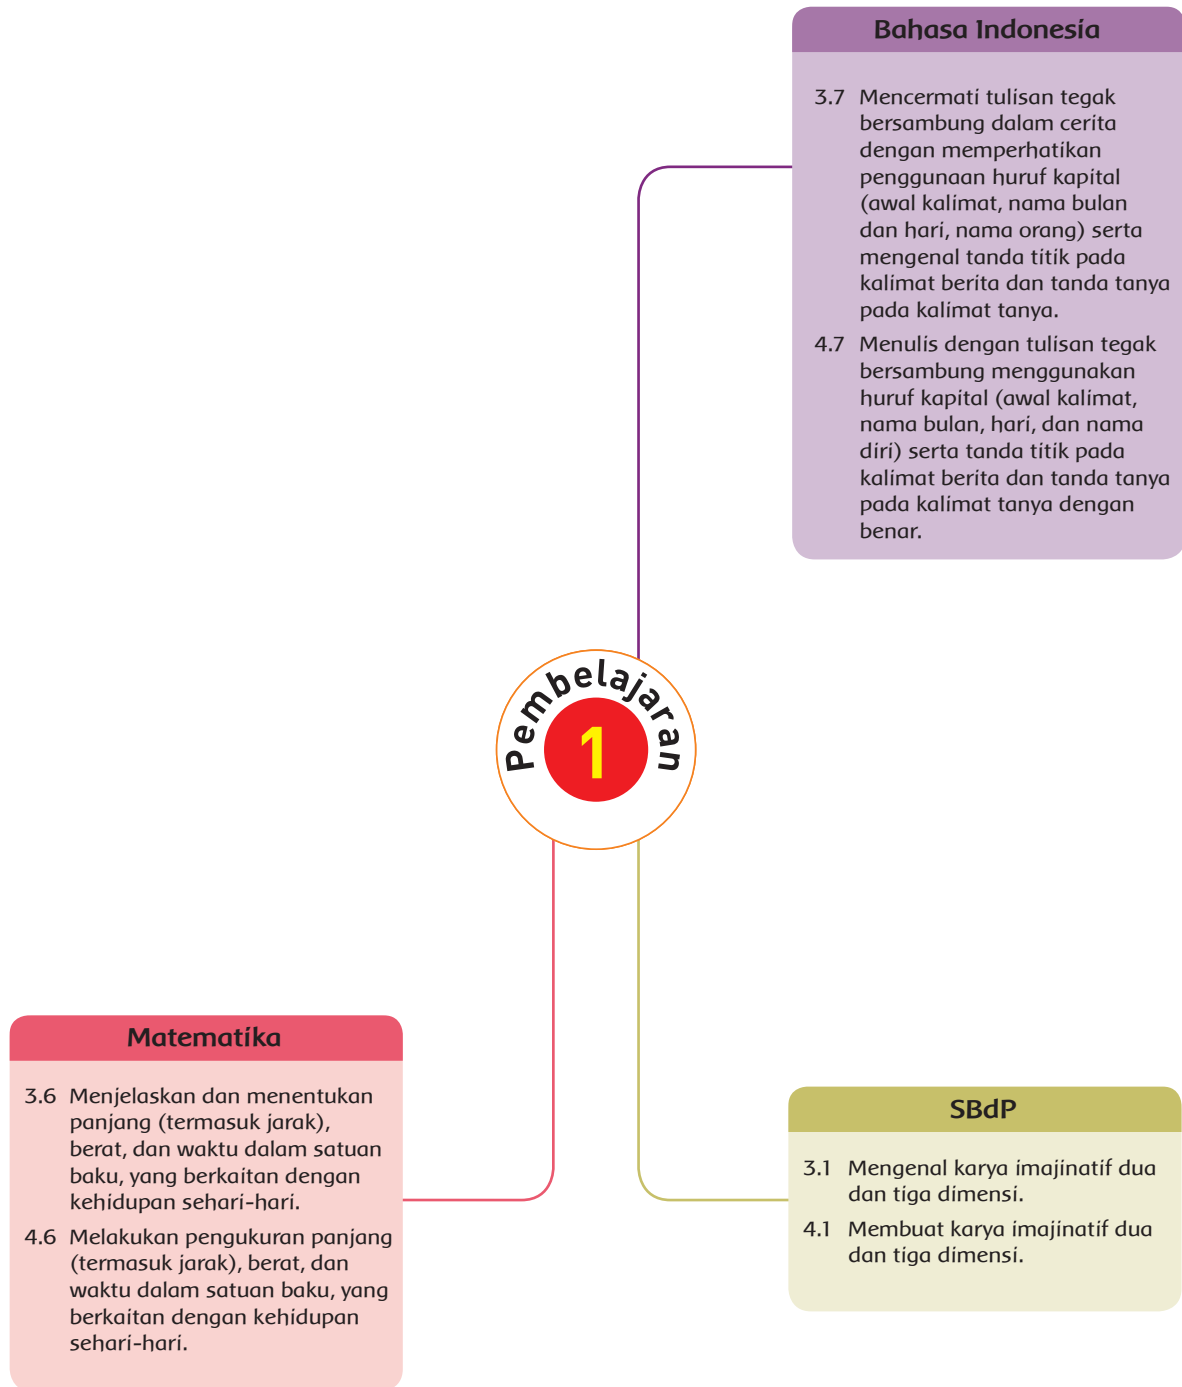 Bahasa Indonesia
3.7 Mencermati tulisan tegak
bersambung dalam cerita
dengan memperhatikan
penggunaan huruf kapital
(awal kalimat, nama bulan
dan hari, nama orang) serta
mengenal tanda titik pada
kalimat berita dan tanda tanya
pada kalimat tanya.
4.7 Menulis dengan tulisan tegak
bersambung menggunakan
huruf kapital (awal kalimat,
nama bulan, hari, dan nama
diri) serta tanda titik pada
kalimat berita dan tanda tanya
pada kalimat tanya dengan
benar.
Pembelajaran
1
Matematika
3.6 Menjelaskan dan menentukan
panjang (termasuk jarak),
berat, dan waktu dalam satuan
baku, yang berkaitan dengan
kehidupan sehari-hari.
4.6 Melakukan pengukuran panjang
(termasuk jarak), berat, dan
waktu dalam satuan baku, yang
berkaitan dengan kehidupan
sehari-hari.
SBdP
3.1 Mengenal karya imajinatif dua
dan tiga dimensi.
4.1 Membuat karya imajinatif dua
dan tiga dimensi.